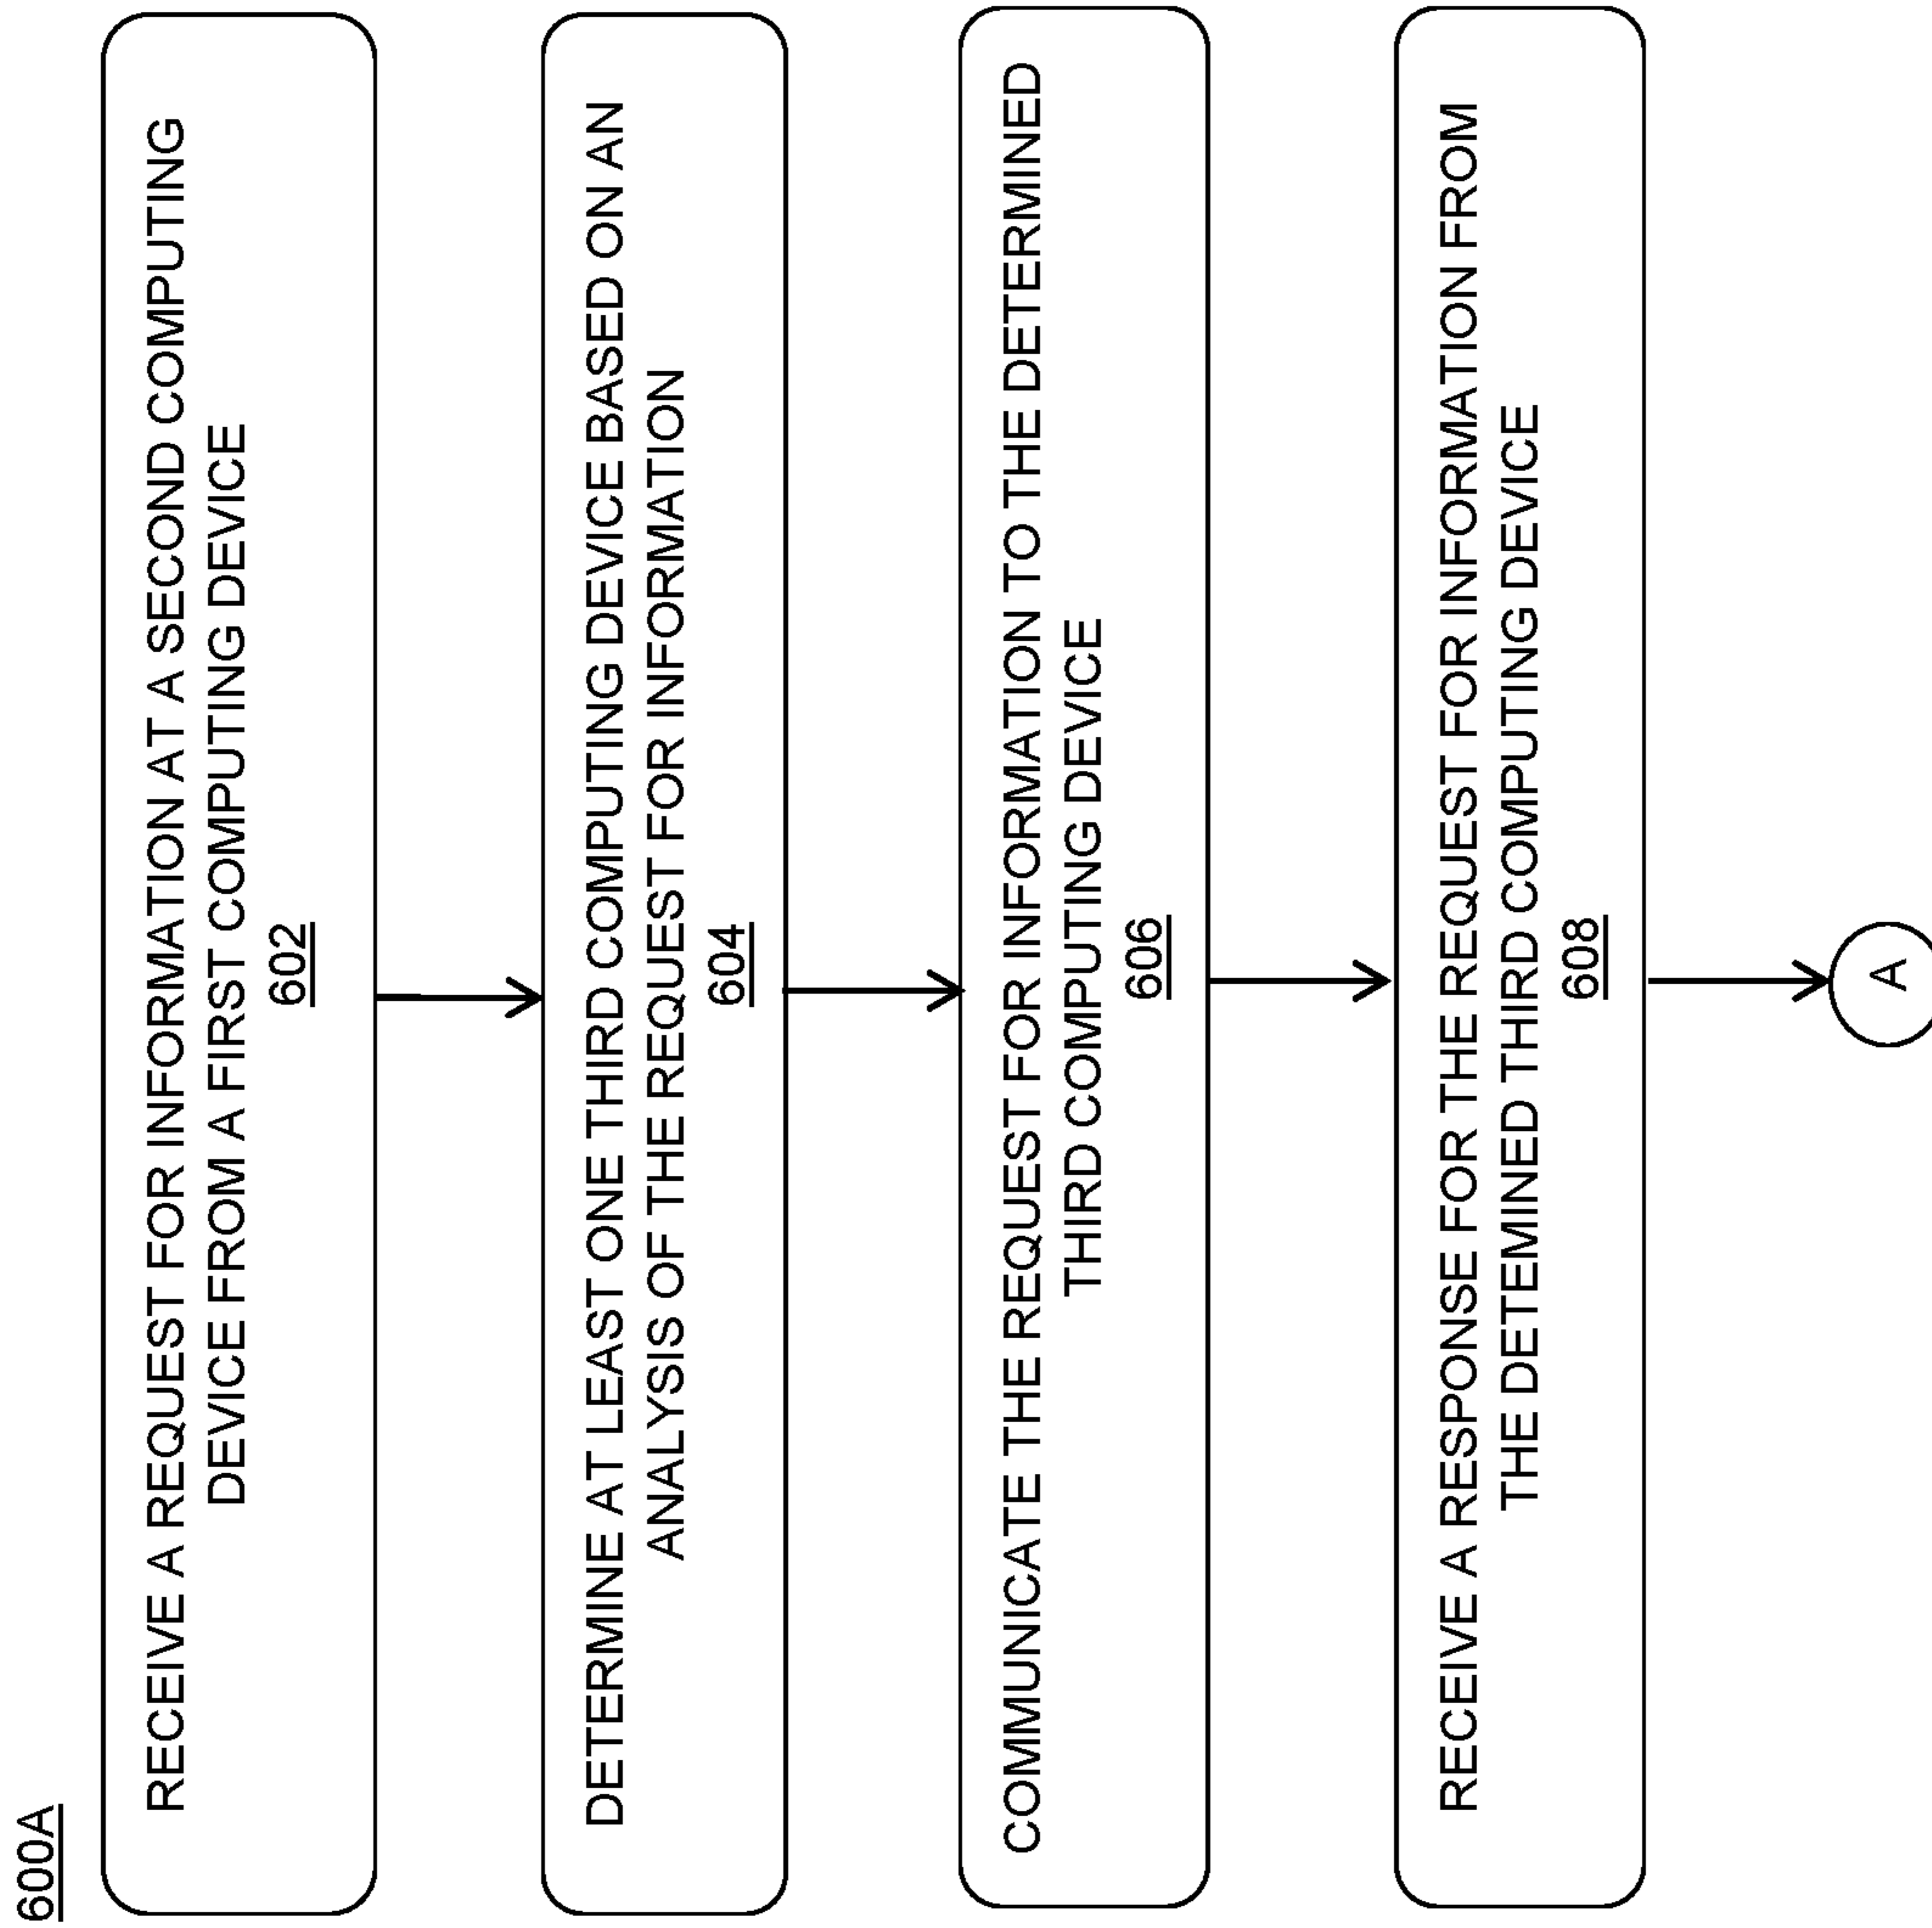 600A
RECEIVE A REQUEST FOR INFORMATION AT A SECOND COMPUTING
DEVICE FROM A FIRST COMPUTING DEVICE
602
DETERMINE AT LEAST ONE THIRD COMPUTING DEVICE BASED ON AN
ANALYSIS OF THE REQUEST FOR INFORMATION
604
COMMUNICATE THE REQUEST FOR INFORMATION TO THE DETERMINED
THIRD COMPUTING DEVICE
606
RECEIVE A RESPONSE FOR THE REQUEST FOR INFORMATION FROM
THE DETEMINED THIRD COMPUTING DEVICE
608
A